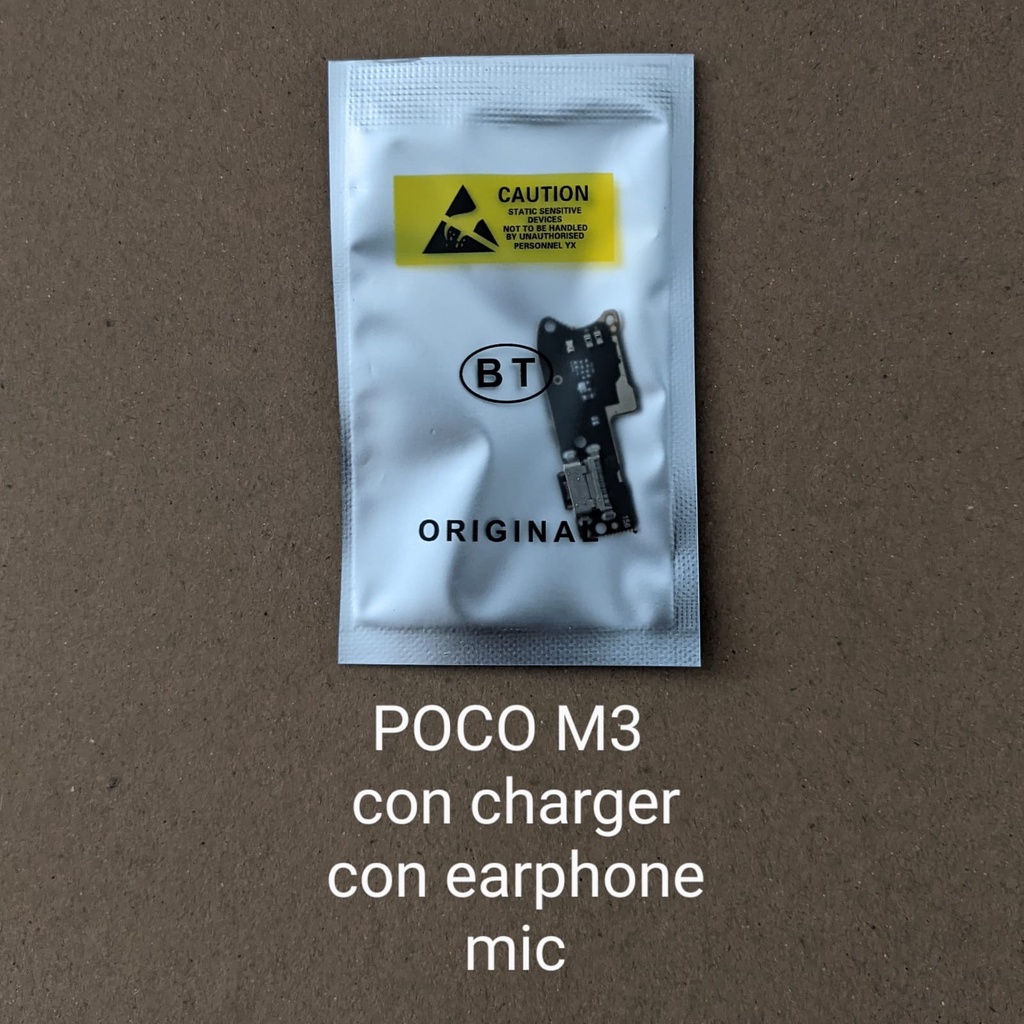 CAUTION
STATIC SENSITIVE
DEVICES
NOT TO BE HANDLED
BY UNAUTHORISED
PERSONNEL YX
BT
ORIGINAL
POCO M3
con charger
con earphone
mic